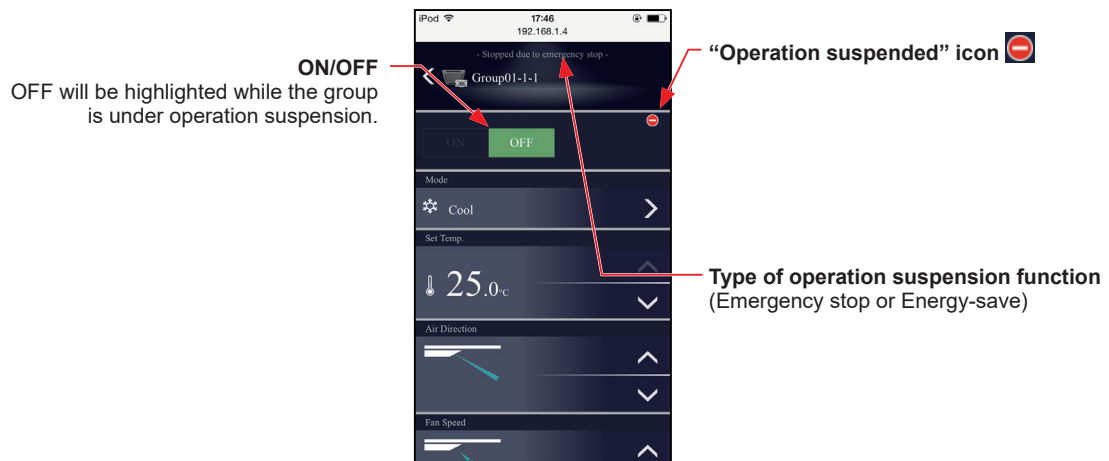 iPod 17:46
192.168.1.4
- Stopped due to emergency stop -
Group01-1-1
ON OFF
Mode
Cool
Set Temp.
25.0°C
Air Direction
Fan Speed
ON/OFF
OFF will be highlighted while the group
is under operation suspension.
“Operation suspended” icon
Type of operation suspension function
(Emergency stop or Energy-save)